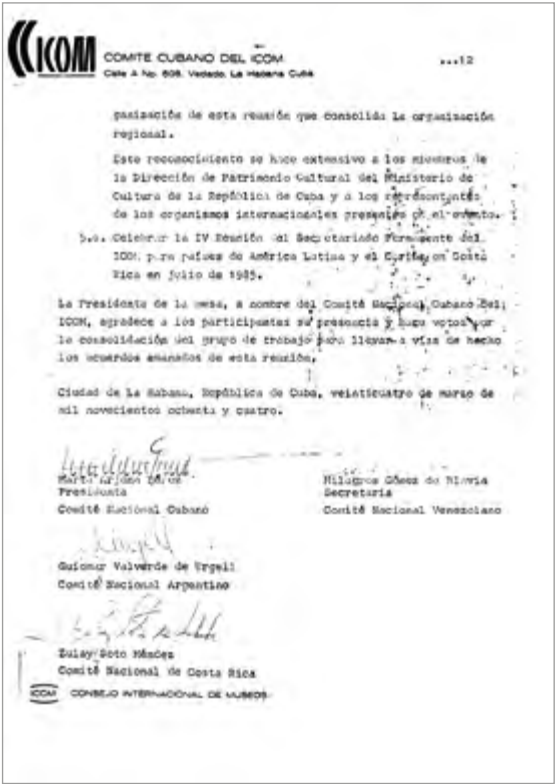 ICOM COMITE CUBANO DEL ICOM
Calle A No. 608, Vedado, La Habana Cuba
...12
ganización de esta reunión que consolida la organización
regional.
Este reconocimiento se hace extensivo a los miembros de
la Dirección de Patrimonio Cultural del Ministerio de
Cultura de la República de Cuba y a los representantes
de los organismos internacionales presentes en el evento.
Celebrar la IV Reunión del Secretariado Permanente del
ICOM para países de América Latina y el Caribe en Costa
Rica en julio de 1985.
La Presidenta de la mesa, a nombre del Comité Nacional Cubano del
ICOM, agradece a los participantes su presencia y hace votos por
la consolidación del grupo de trabajo para llevar a vías de hecho
los acuerdos emanados de esta reunión.
Ciudad de La Habana, República de Cuba, veinticuatro de marzo de
mil novecientos ochenta y cuatro.
Marta Arjona
Presidenta
Comité Nacional Cubano
Milagros Gómez de
Secretaria
Comité Nacional Venezolano
Guiomar Valverde de Urgell
Comité Nacional Argentino
Zulay Soto Méndez
Comité Nacional de Costa Rica
ICOM CONSEJO INTERNACIONAL DE MUSEOS